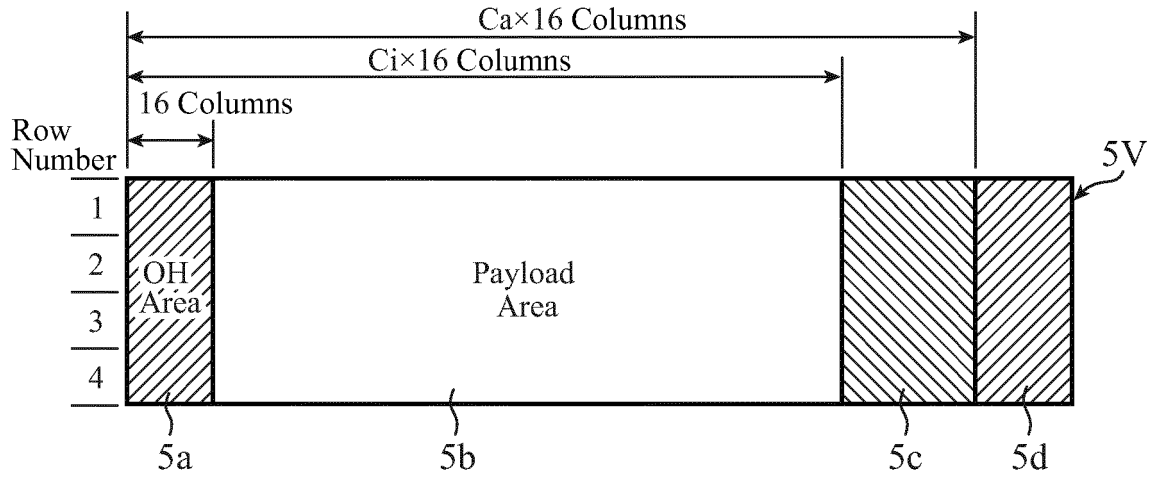 Ca×16 Columns
Ci×16 Columns
16 Columns
Row
Number
5V
1
2
3
4
OH
Area
Payload
Area
5a
5b
5c
5d